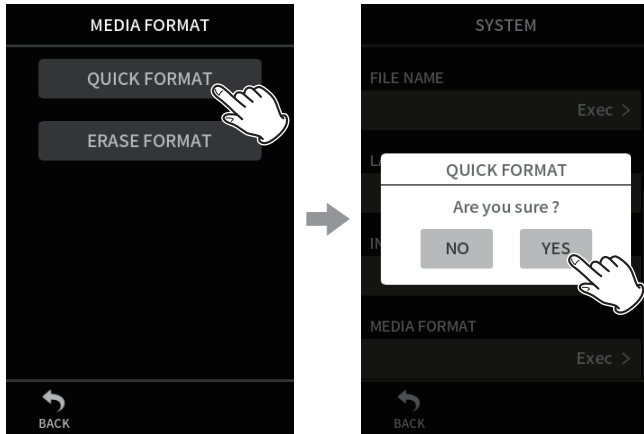 MEDIA FORMAT
QUICK FORMAT
ERASE FORMAT
BACK
SYSTEM
FILE NAME
Exec >
QUICK FORMAT
Are you sure ?
NO YES
MEDIA FORMAT
Exec >
BACK